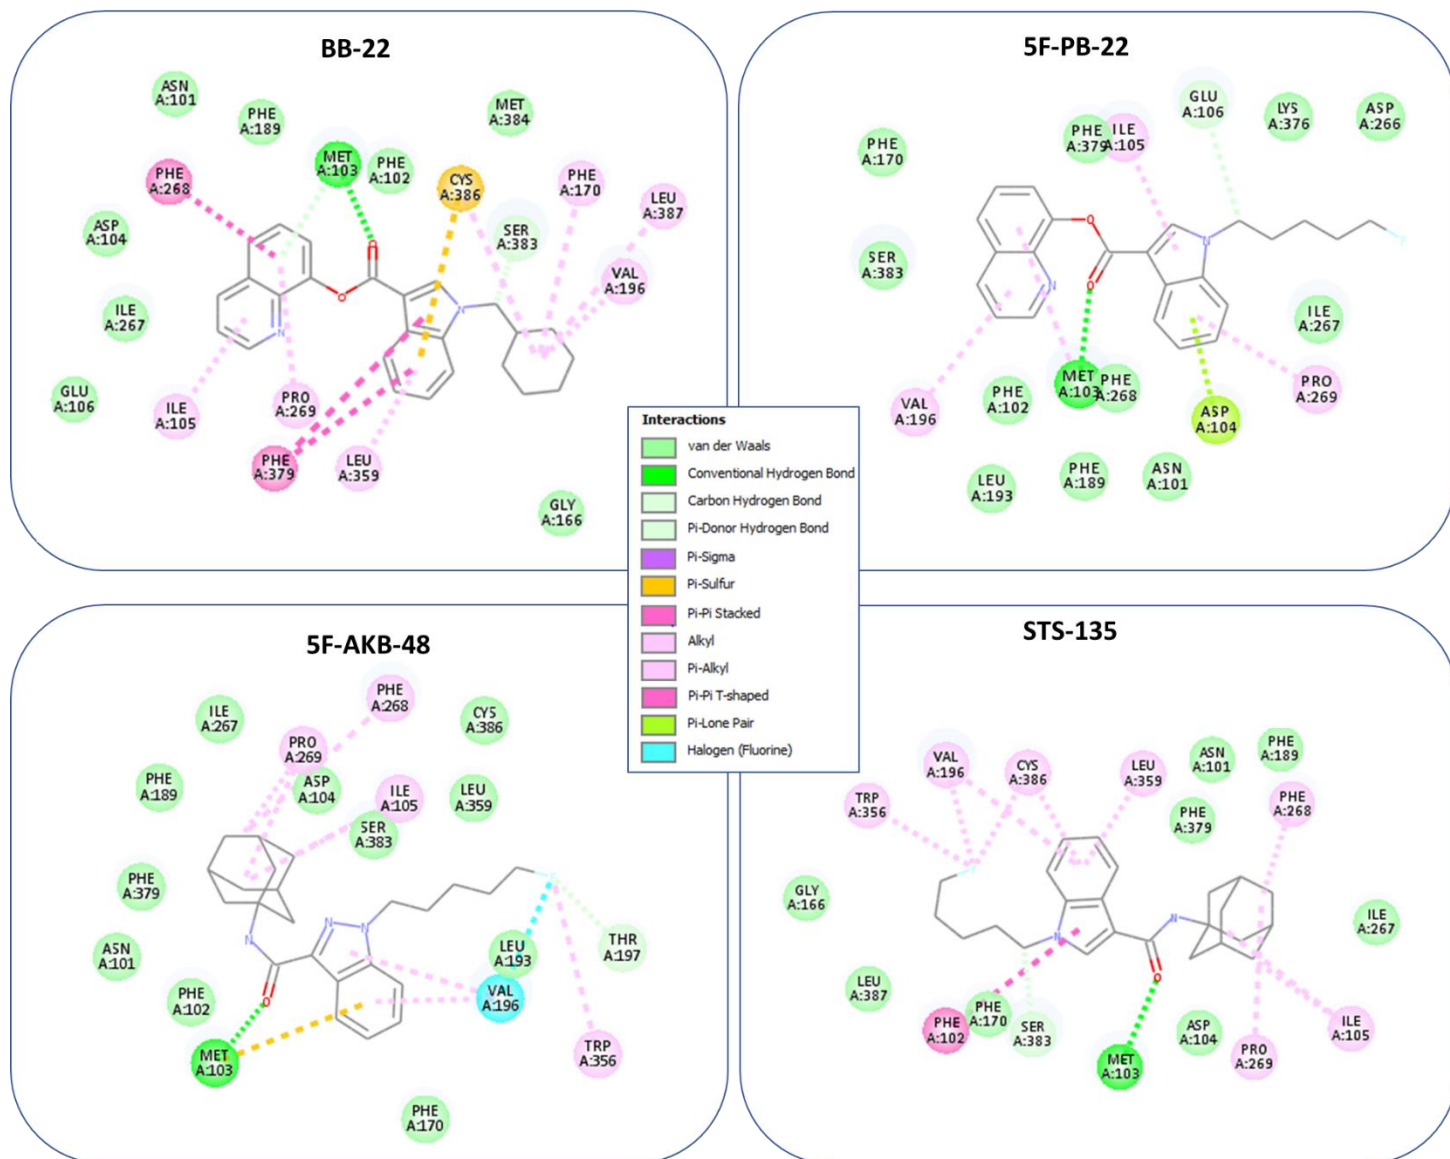 BB-22
ASN
A:101
PHE
A:189
MET
A:103
PHE
A:102
MET
A:384
PHE
A:268
CYS
A:386
PHE
A:170
LEU
A:387
ASP
A:104
SER
A:383
VAL
A:196
O
O
N
N
ILE
A:267
GLU
A:106
ILE
A:105
PRO
A:269
PHE
A:379
LEU
A:359
GLY
A:166
5F-PB-22
GLU
A:106
LYS
A:376
ASP
A:266
PHE
A:379
ILE
A:105
PHE
A:170
SER
A:383
O
N
F
N
O
ILE
A:267
VAL
A:196
PHE
A:102
MET
A:103
PHE
A:268
ASP
A:104
PRO
A:269
LEU
A:193
PHE
A:189
ASN
A:101
Interactions
van der Waals
Conventional Hydrogen Bond
Carbon Hydrogen Bond
Pi-Donor Hydrogen Bond
Pi-Sigma
Pi-Sulfur
Pi-Pi Stacked
Alkyl
Pi-Alkyl
Pi-Pi T-shaped
Pi-Lone Pair
Halogen (Fluorine)
5F-AKB-48
PHE
A:268
ILE
A:267
CYS
A:386
PRO
A:269
PHE
A:189
ASP
A:104
ILE
A:105
LEU
A:359
SER
A:383
PHE
A:379
F
N
N
N
O
ASN
A:101
LEU
A:193
THR
A:197
PHE
A:102
VAL
A:196
MET
A:103
TRP
A:356
PHE
A:170
STS-135
VAL
A:196
CYS
A:386
LEU
A:359
ASN
A:101
PHE
A:189
TRP
A:356
PHE
A:379
PHE
A:268
GLY
A:166
F
N
N
O
ILE
A:267
LEU
A:387
PHE
A:102
PHE
A:170
SER
A:383
MET
A:103
ASP
A:104
PRO
A:269
ILE
A:105